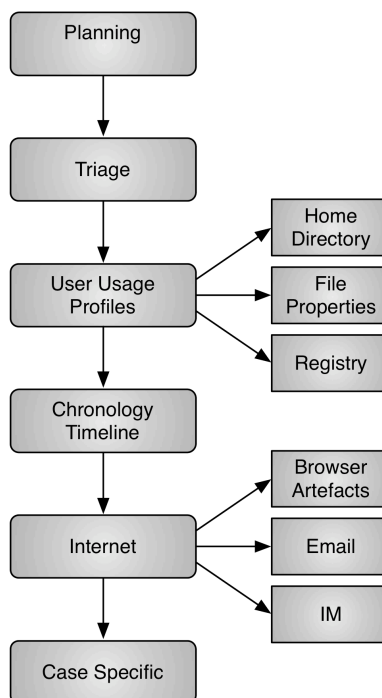 Planning
Triage
User Usage
Profiles
Home
Directory
File
Properties
Registry
Chronology
Timeline
Internet
Browser
Artefacts
Email
IM
Case Specific